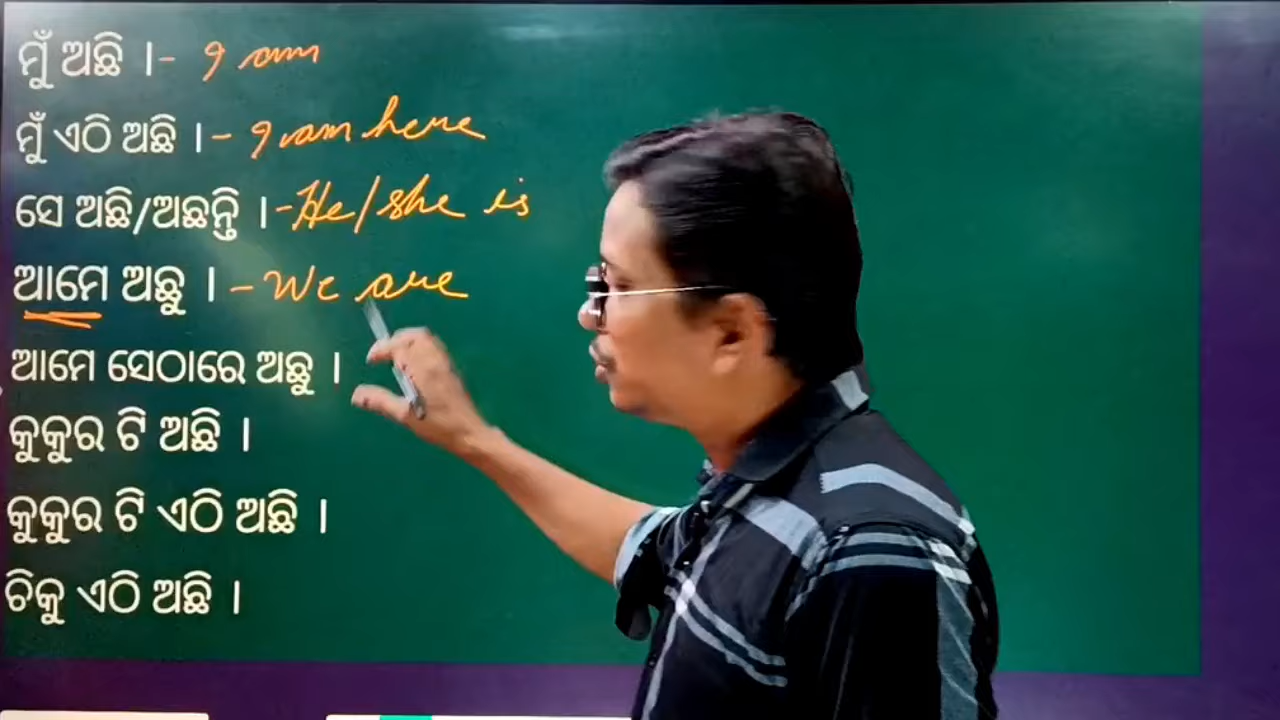 ମୁଁ ଅଛି ।- I am
ମୁଁ ଏଠି ଅଛି ।- I am here
ସେ ଅଛି/ଅଛନ୍ତି ।-He/she is
ଆମେ ଅଛୁ ।- We are
ଆମେ ସେଠାରେ ଅଛୁ ।
କୁକୁର ଟି ଅଛି ।
କୁକୁର ଟି ଏଠି ଅଛି ।
ଚିକୁ ଏଠି ଅଛି ।